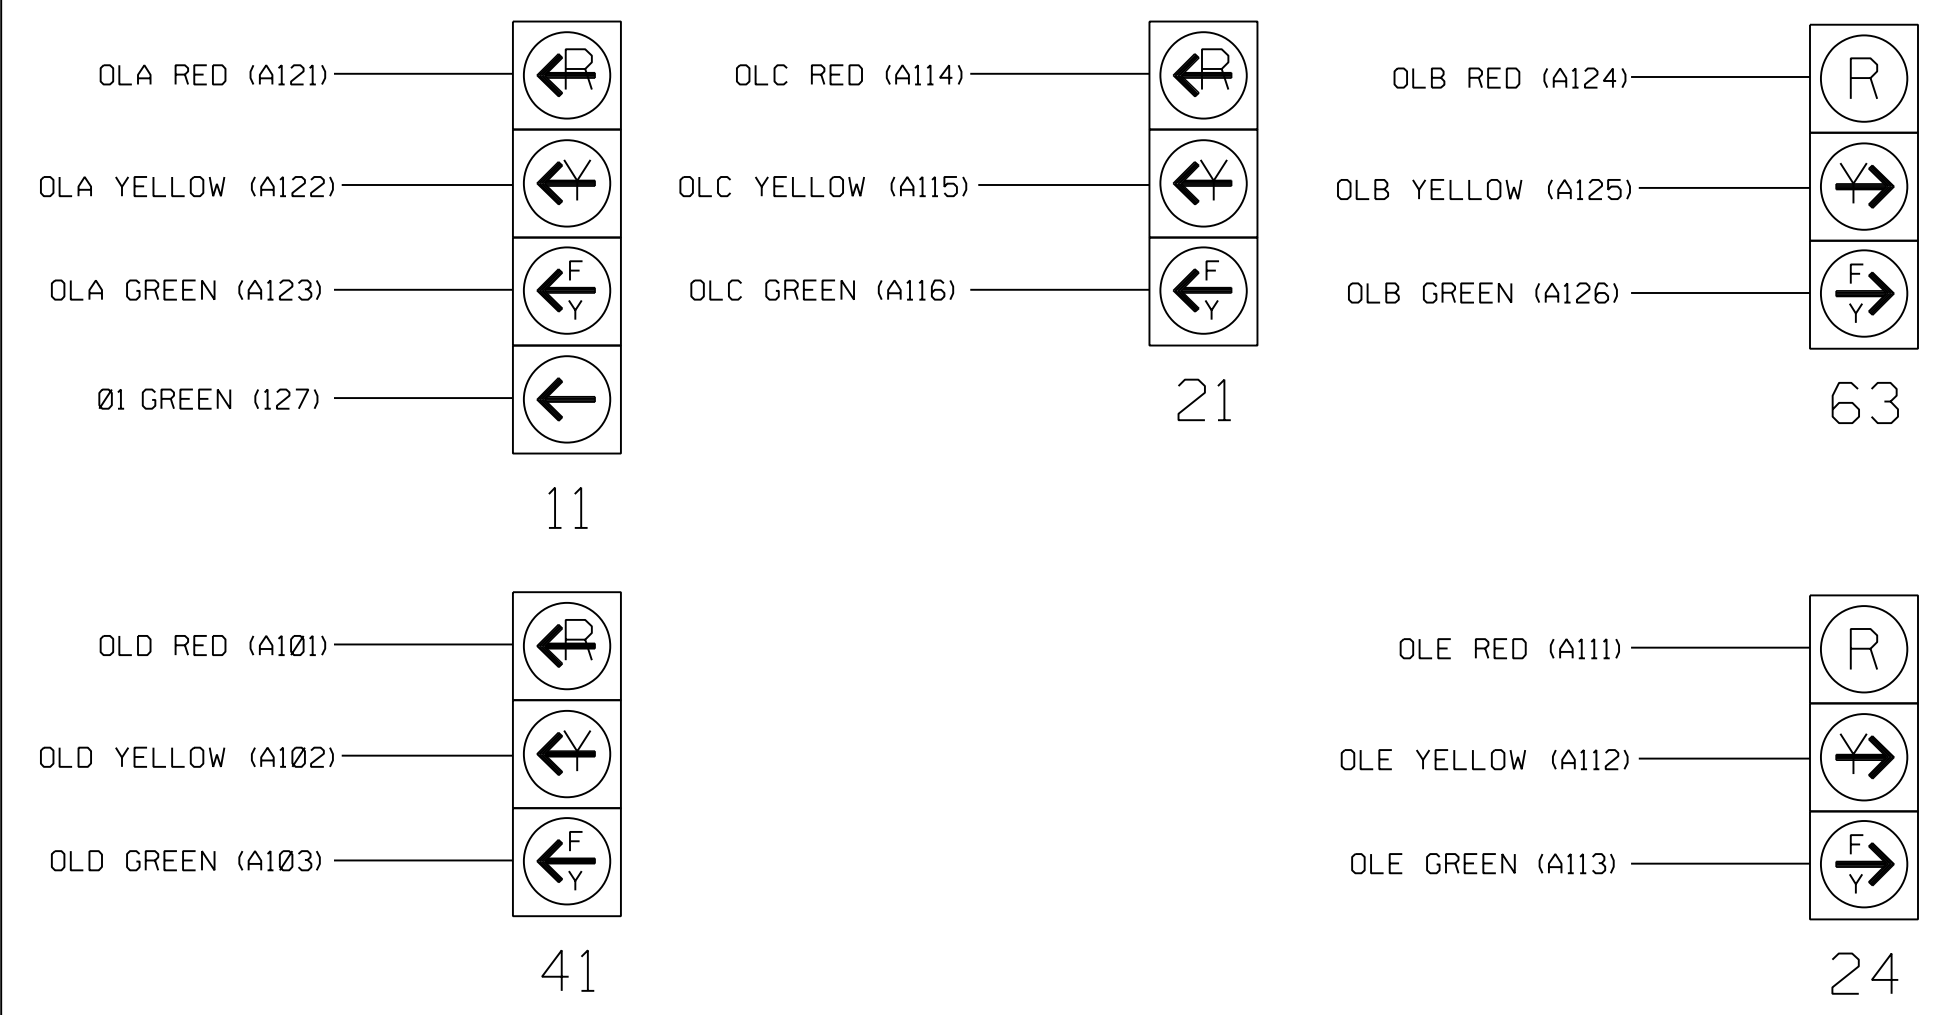 OLA RED (A121)
R
OLA YELLOW (A122)
Y
OLA GREEN (A123)
F
Y
Ø1 GREEN (127)
11
OLC RED (A114)
R
OLC YELLOW (A115)
Y
OLC GREEN (A116)
F
Y
21
OLB RED (A124)
R
OLB YELLOW (A125)
Y
OLB GREEN (A126)
F
Y
63
OLD RED (A1Ø1)
R
OLD YELLOW (A1Ø2)
Y
OLD GREEN (A1Ø3)
F
Y
41
OLE RED (A111)
R
OLE YELLOW (A112)
Y
OLE GREEN (A113)
F
Y
24